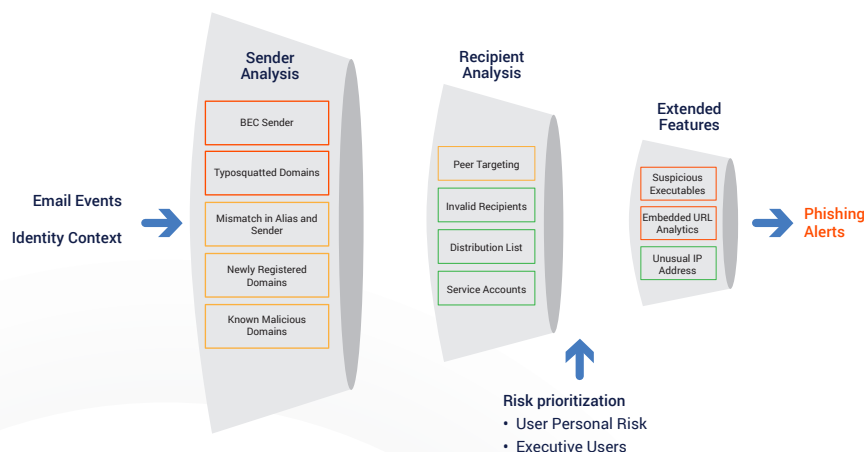 Email Events
Identity Context
Sender
Analysis
BEC Sender
Typosquatted Domains
Mismatch in Alias and
Sender
Newly Registered
Domains
Known Malicious
Domains
Recipient
Analysis
Peer Targeting
Invalid Recipients
Distribution List
Service Accounts
Risk prioritization
• User Personal Risk
• Executive Users
Extended
Features
Suspicious
Executables
Embedded URL
Analytics
Unusual IP
Address
Phishing
Alerts